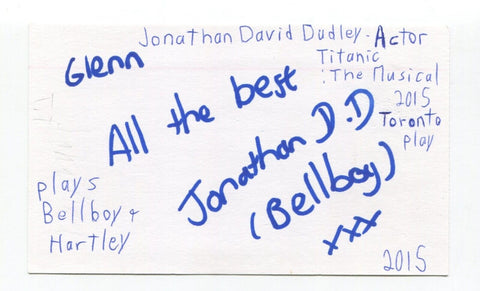 Jonathan David Dudley. Actor
Titanic
: The Musical
2015
Toronto
play
Glenn
All the best
Jonathan D.D
(Bellboy)
xxx
plays
Bellboy &
Hartley
2015